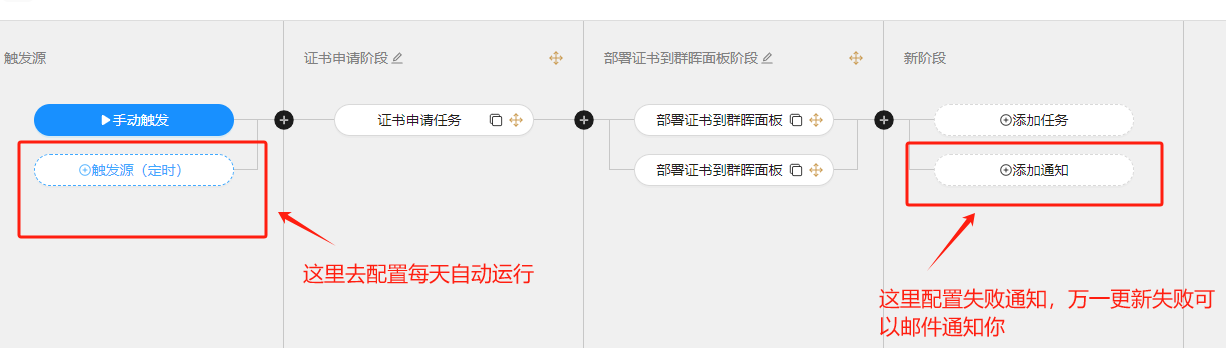 触发源
证书申请阶段
部署证书到群晖面板阶段
新阶段
手动触发
证书申请任务
部署证书到群晖面板
添加任务
触发源（定时）
部署证书到群晖面板
添加通知
这里去配置每天自动运行
这里配置失败通知，万一更新失败可
以邮件通知你